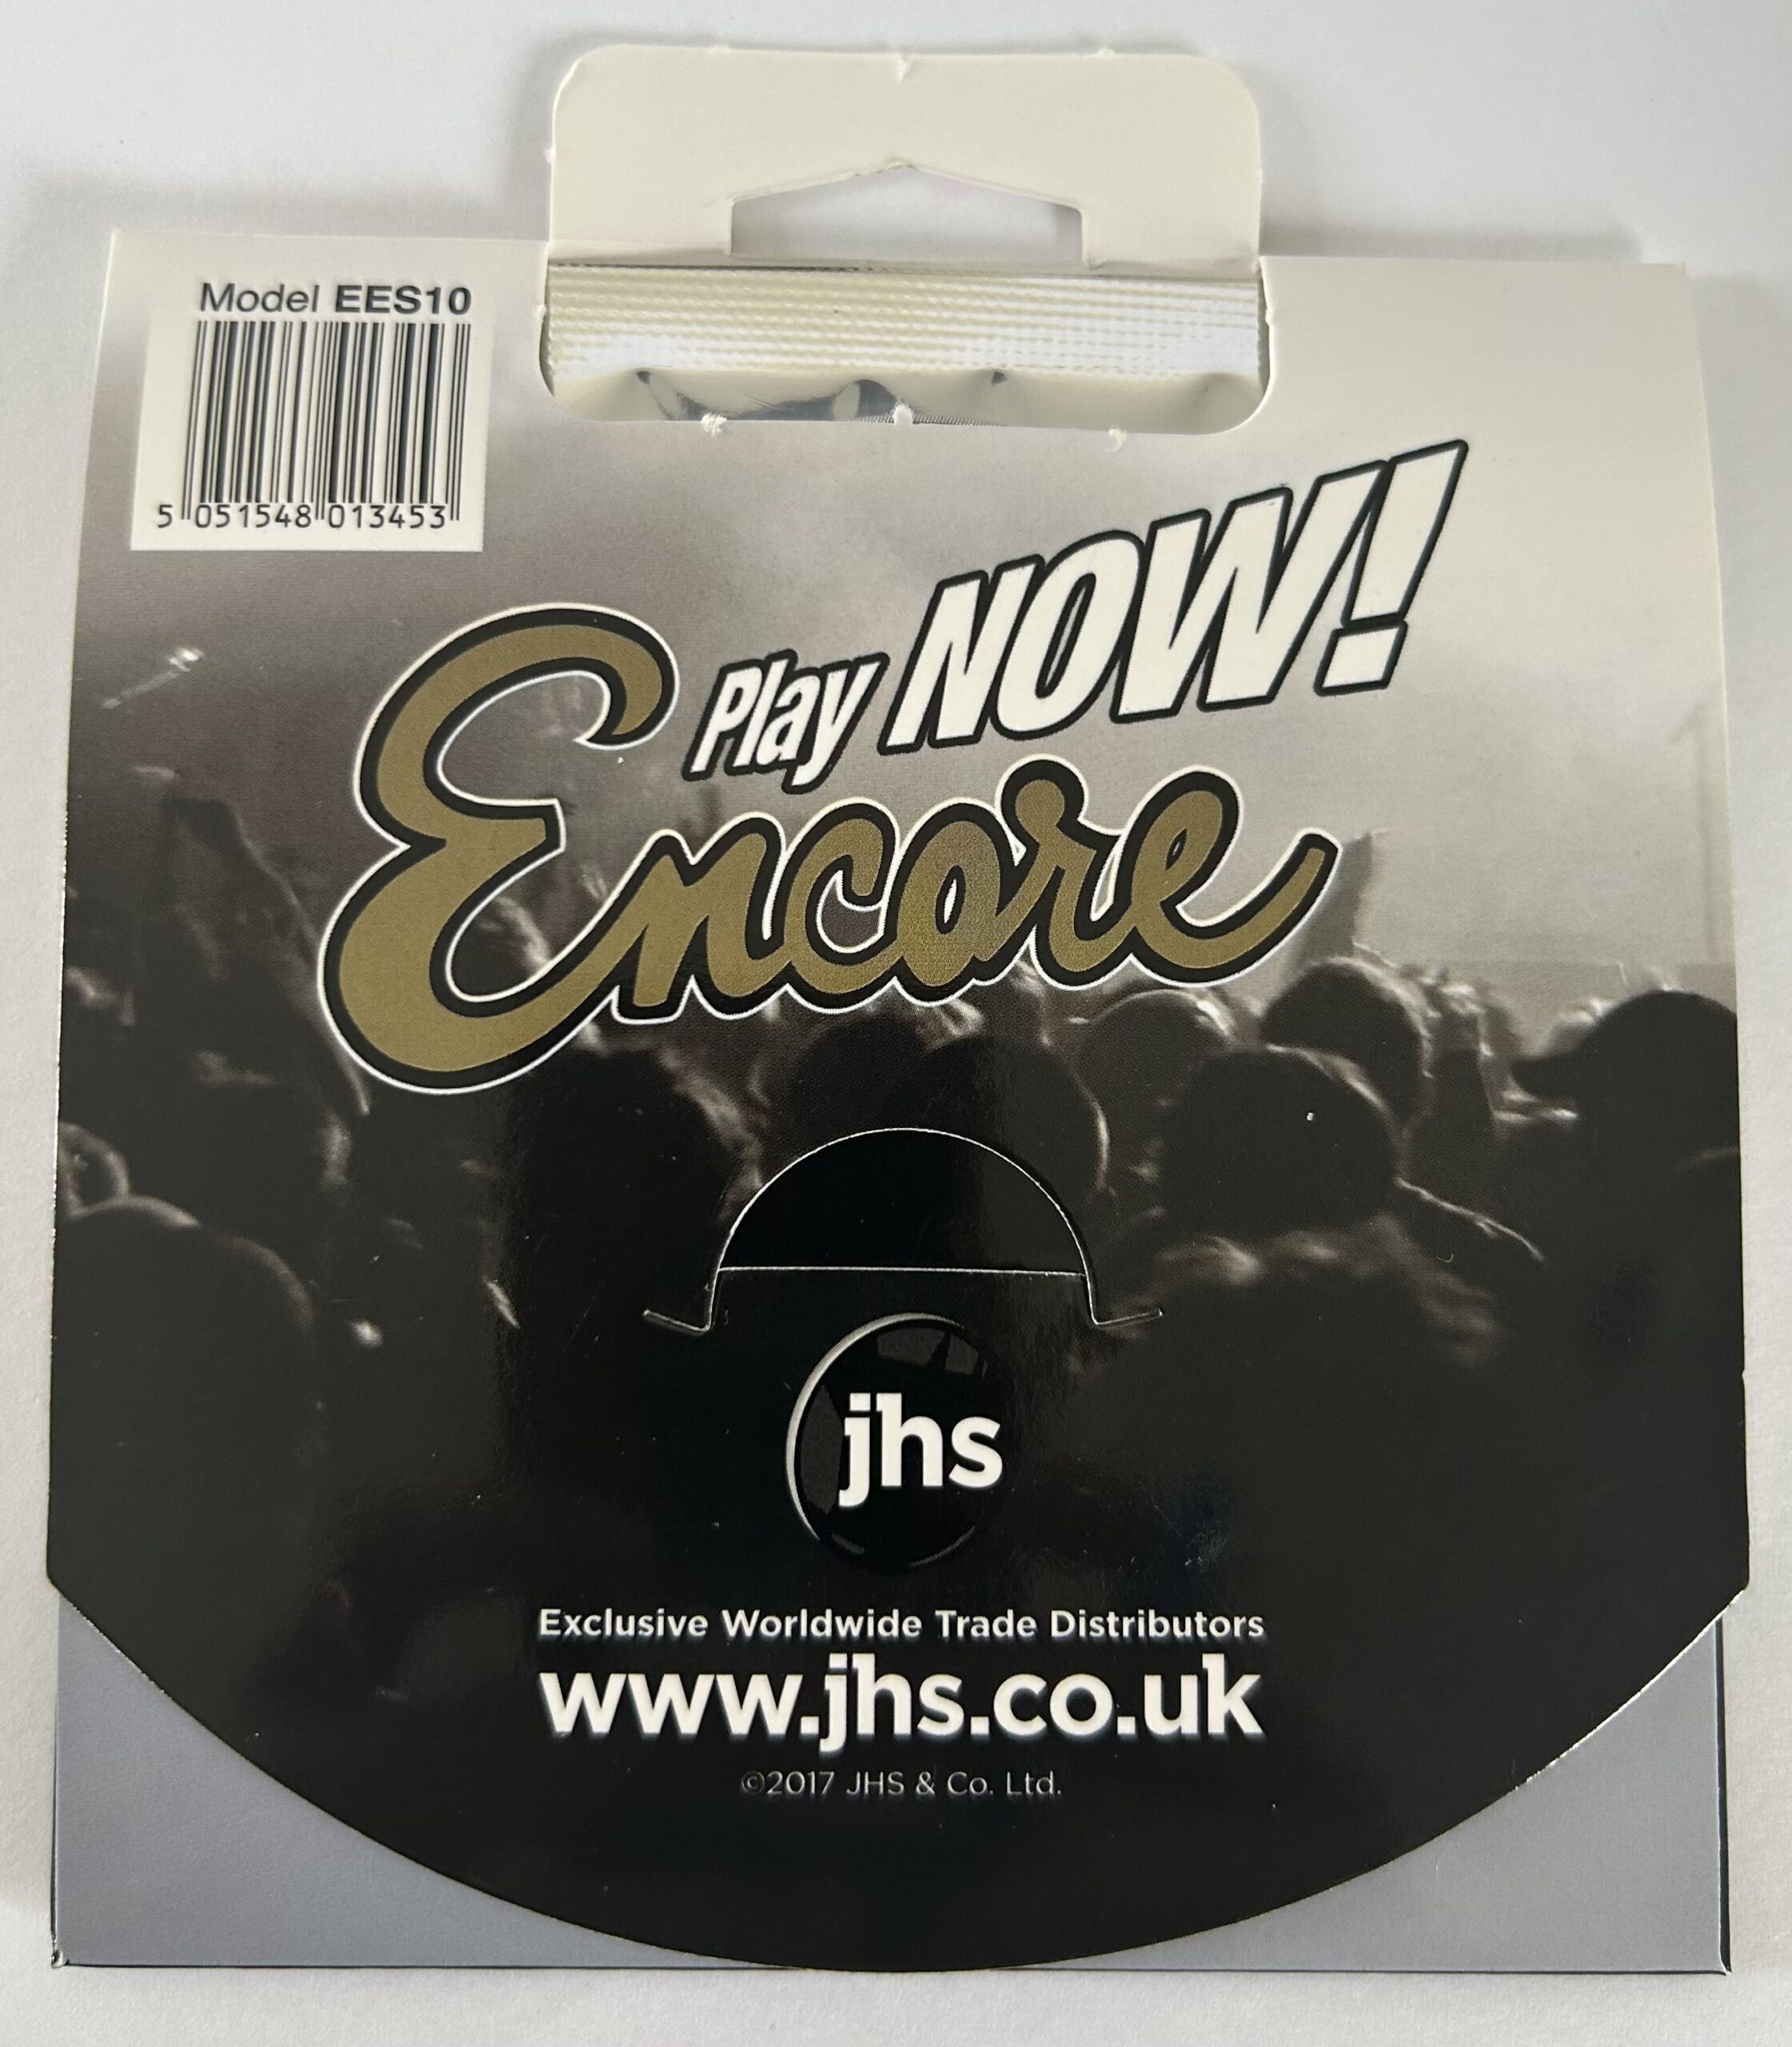 Model EES10
5 051548 013453
Play NOW!
Encore
jhs
Exclusive Worldwide Trade Distributors
www.jhs.co.uk
©2017 JHS & Co. Ltd.